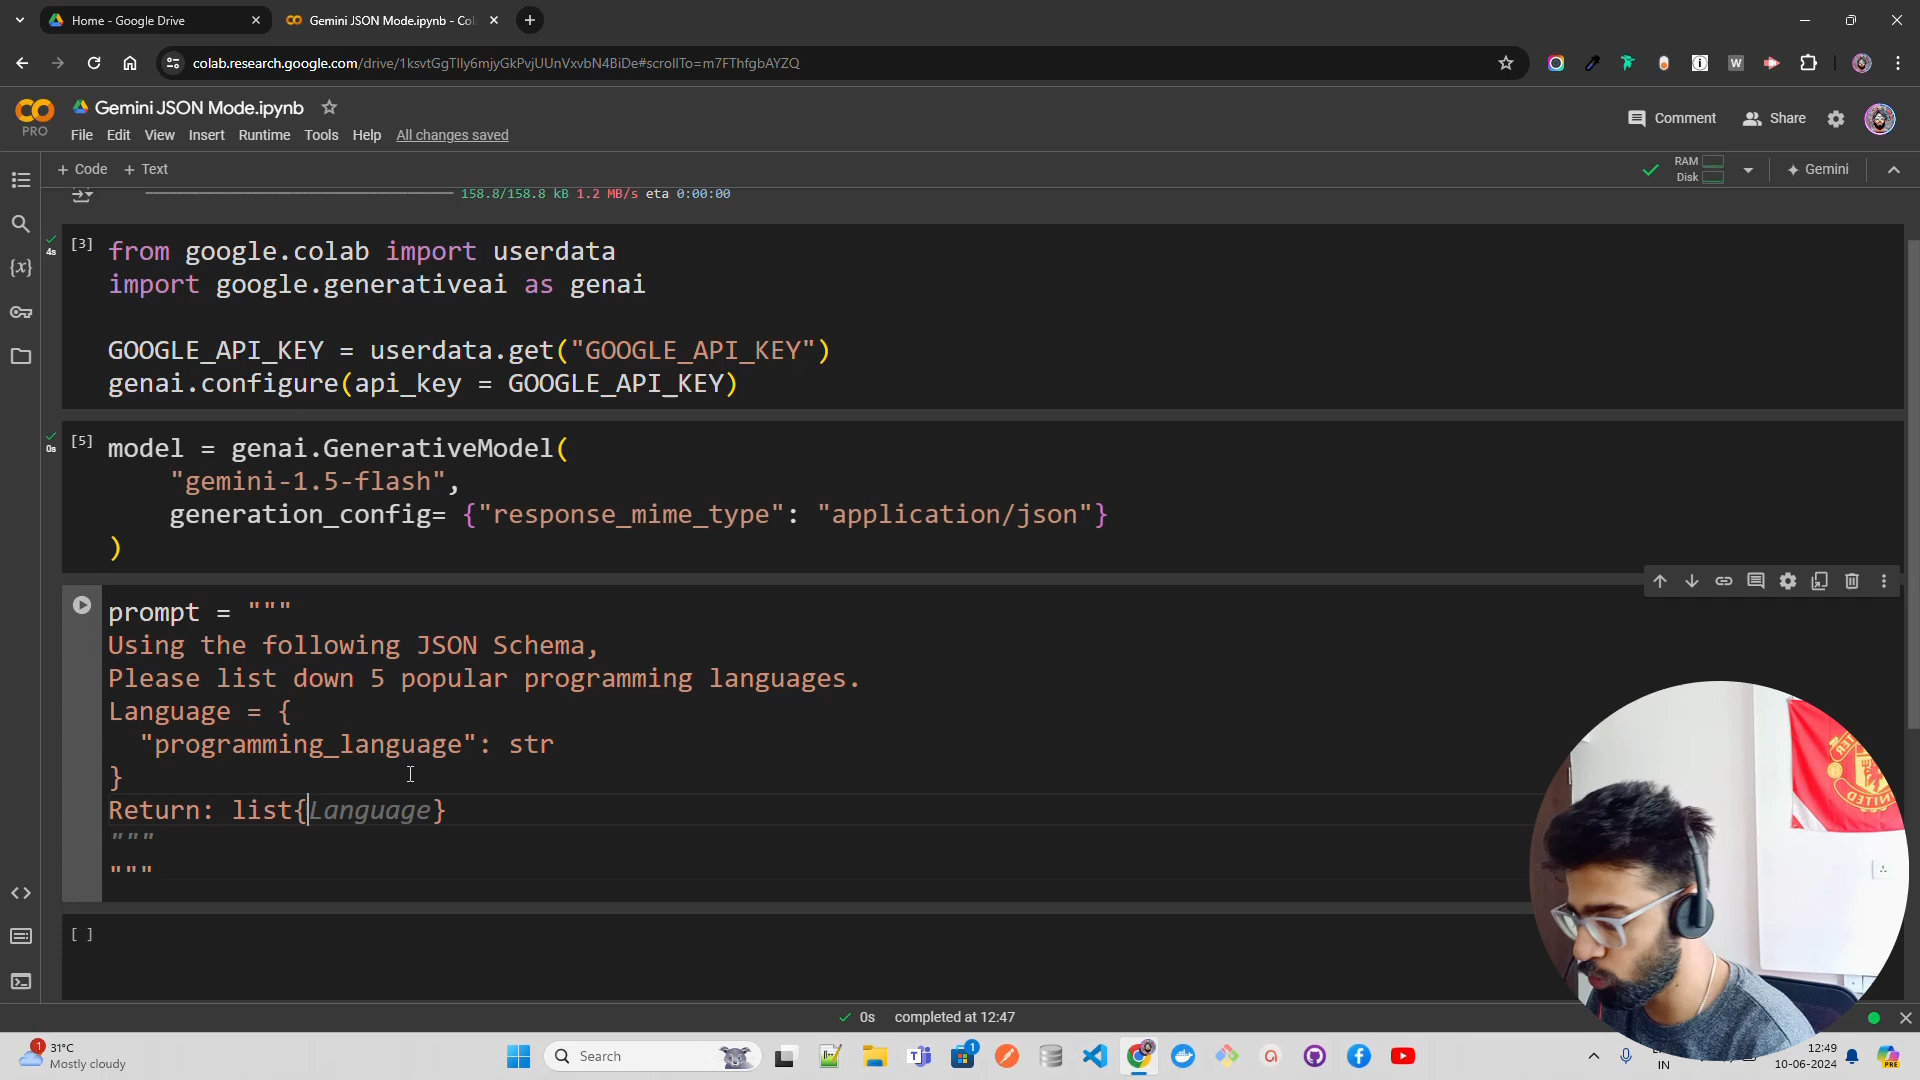 Home - Google Drive
Gemini JSON Mode.ipynb - Col
colab.research.google.com/drive/1ksvtGgTlly6mjyGkPvjUUnVxvbN4BiDe#scrollTo=m7FThfgbAYZQ
Gemini JSON Mode.ipynb
PRO
File Edit View Insert Runtime Tools Help All changes saved
Comment Share
+ Code + Text
RAM
Disk
Gemini
158.8/158.8 kB 1.2 MB/s eta 0:00:00
4s
[3]
from google.colab import userdata
import google.generativeai as genai
GOOGLE_API_KEY = userdata.get("GOOGLE_API_KEY")
genai.configure(api_key = GOOGLE_API_KEY)
0s
[5]
model = genai.GenerativeModel(
"gemini-1.5-flash",
generation_config= {"response_mime_type": "application/json"}
)
prompt = """
Using the following JSON Schema,
Please list down 5 popular programming languages.
Language = {
"programming_language": str
}
Return: list{Language}
"""
"""
[ ]
0s completed at 12:47
1
31°C
Mostly cloudy
Search
1
IN
12:49
10-06-2024
PRE